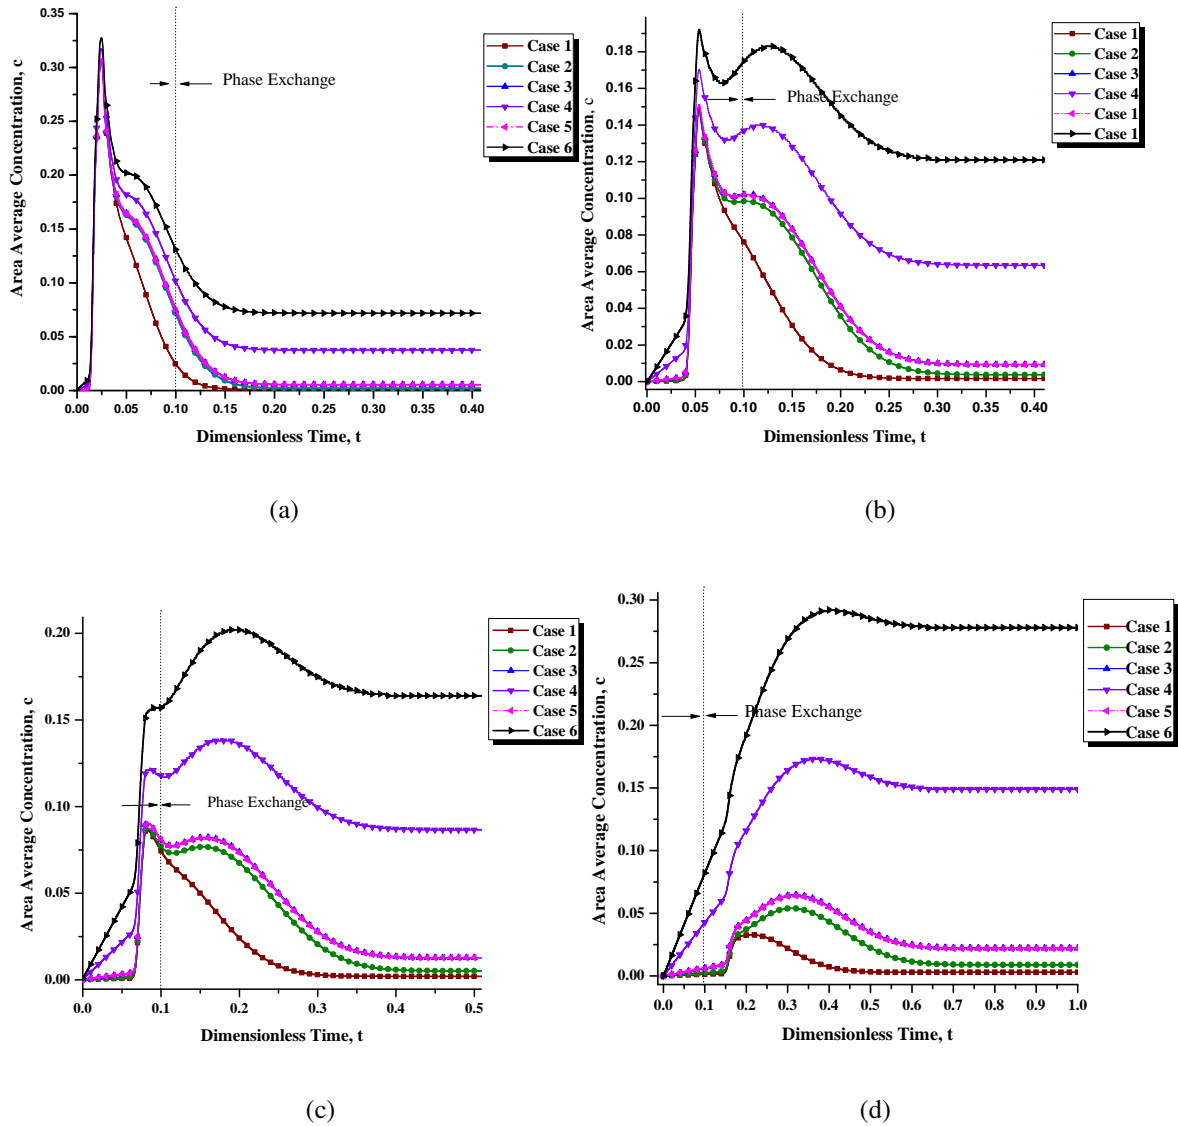 0.35
0.30
0.25
0.20
0.15
0.10
0.05
0.00
Area Average Concentration, c
Phase Exchange
Case 1
Case 2
Case 3
Case 4
Case 5
Case 6
0.00 0.05 0.10 0.15 0.20 0.25 0.30 0.35 0.40
Dimensionless Time, t
(a)
0.18
0.16
0.14
0.12
0.10
0.08
0.06
0.04
0.02
0.00
Area Average Concentration, c
Phase Exchange
Case 1
Case 2
Case 3
Case 4
Case 1
Case 1
0.00 0.05 0.10 0.15 0.20 0.25 0.30 0.35 0.40
Dimensionless Time, t
(b)
0.20
0.15
0.10
0.05
0.00
Area Average Concentration, c
Phase Exchange
Case 1
Case 2
Case 3
Case 4
Case 5
Case 6
0.0 0.1 0.2 0.3 0.4 0.5
Dimensionless Time, t
(c)
0.30
0.25
0.20
0.15
0.10
0.05
0.00
Area Average Concentration, c
Phase Exchange
Case 1
Case 2
Case 3
Case 4
Case 5
Case 6
0.0 0.1 0.2 0.3 0.4 0.5 0.6 0.7 0.8 0.9 1.0
Dimensionless Time, t
(d)